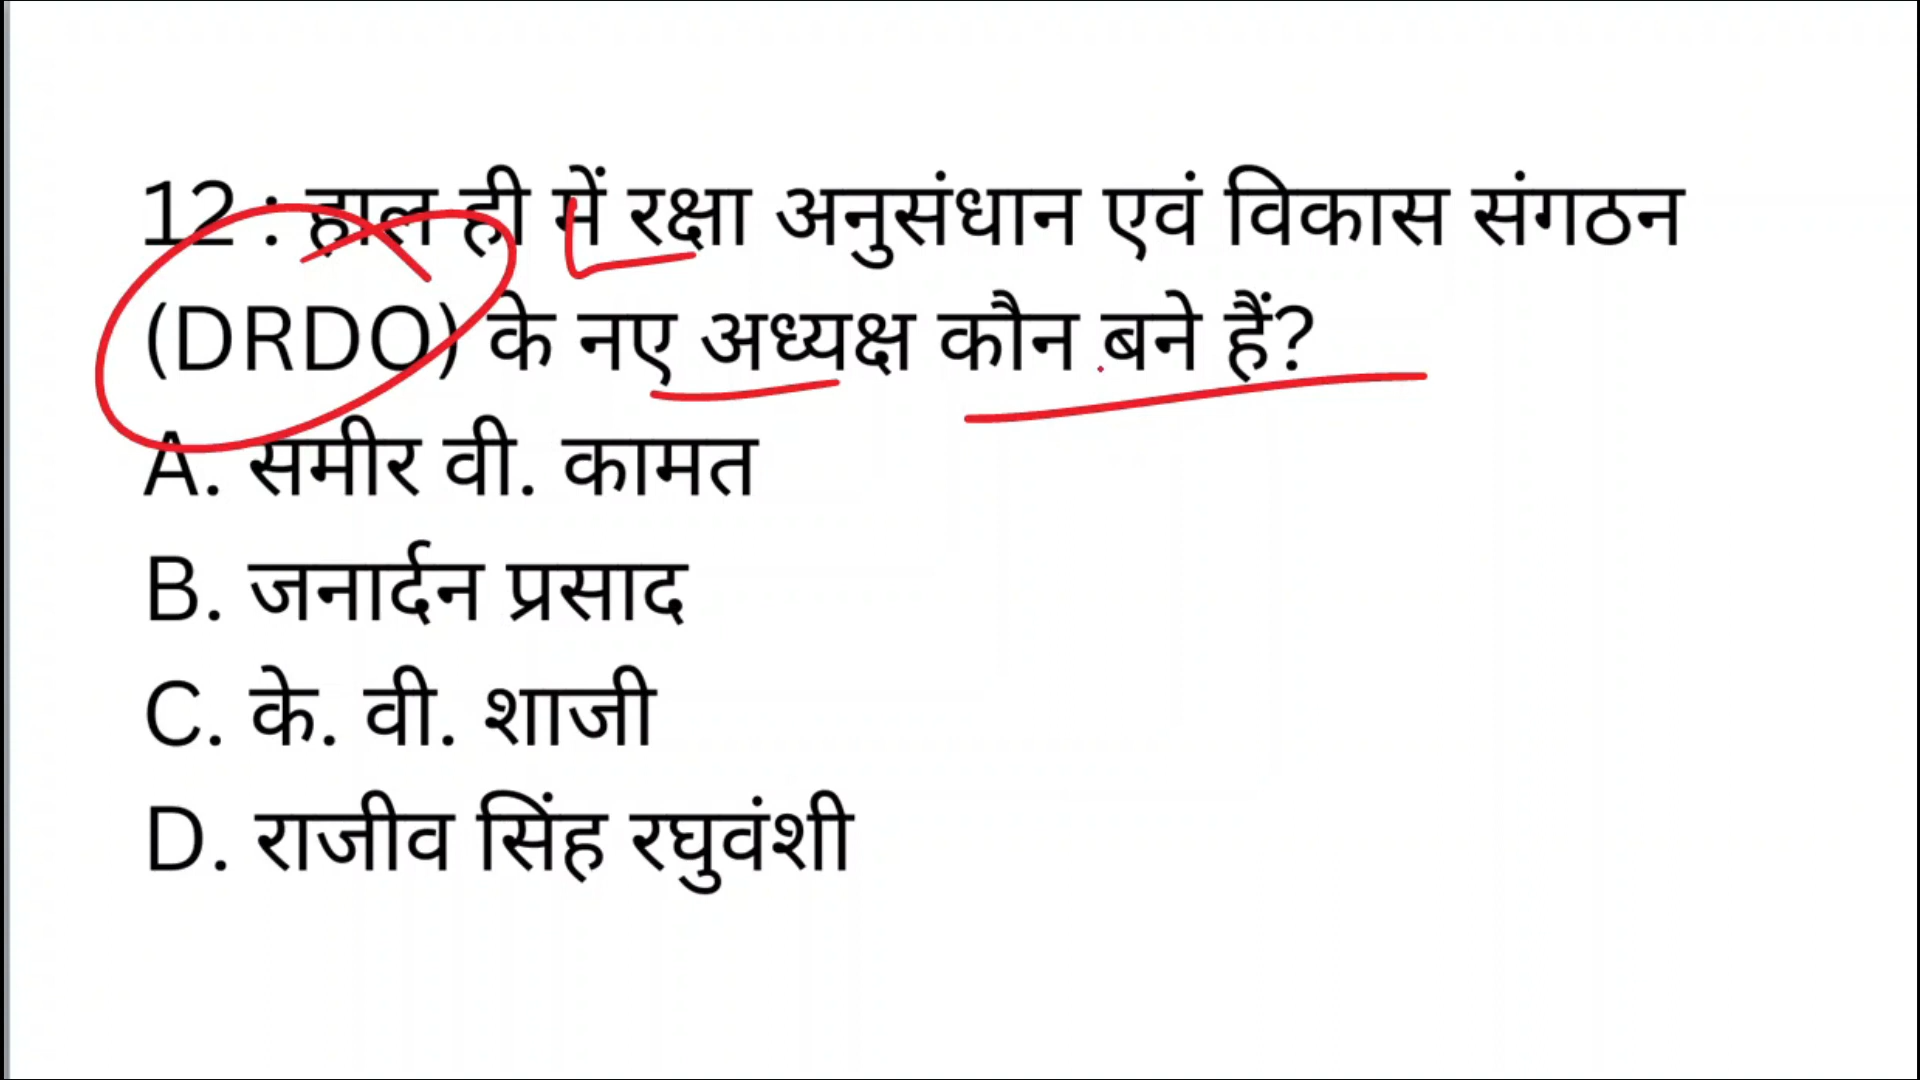 12 : हाल ही में रक्षा अनुसंधान एवं विकास संगठन
(DRDO) के नए अध्यक्ष कौन बने हैं?
A. समीर वी. कामत
B. जनार्दन प्रसाद
C. के. वी. शाजी
D. राजीव सिंह रघुवंशी